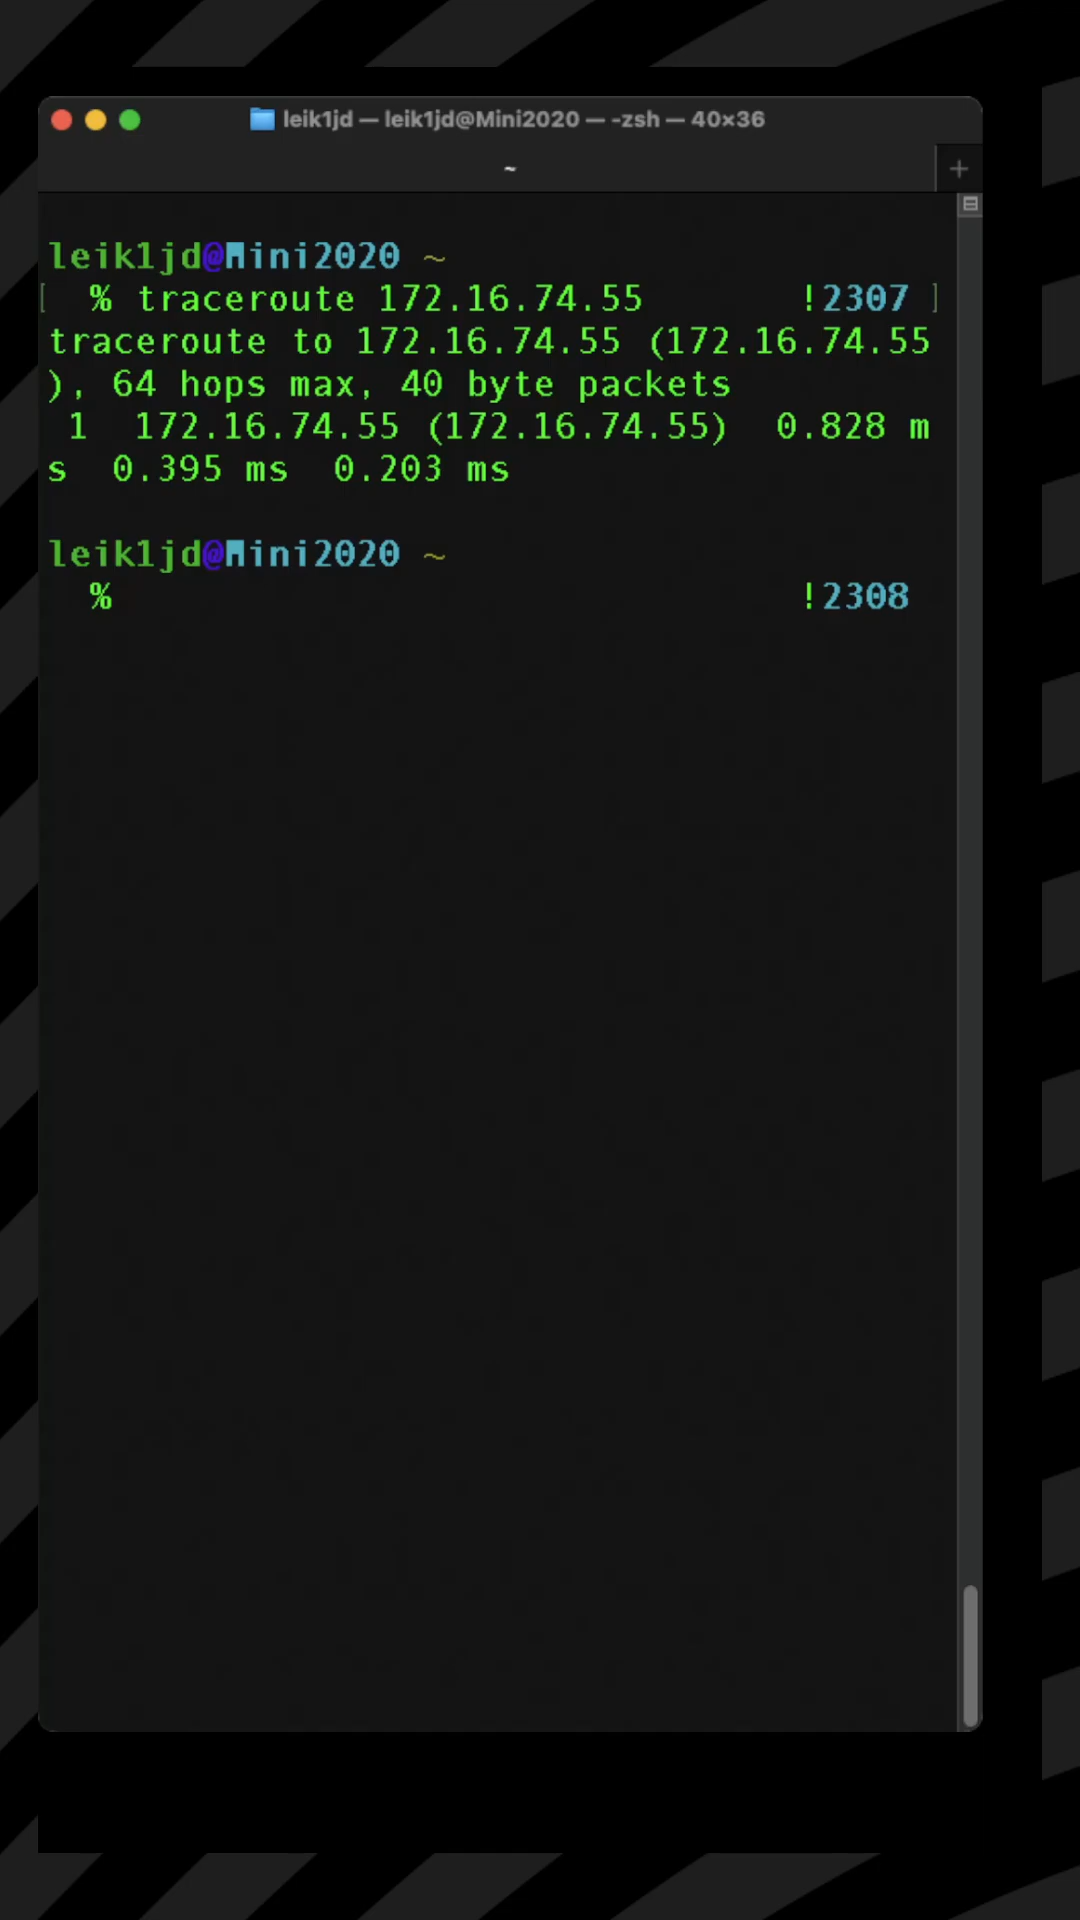 leik1jd — leik1jd@Mini2020 — -zsh — 40×36
~
leik1jd@Mini2020 ~
[  % traceroute 172.16.74.55 !2307 ]
traceroute to 172.16.74.55 (172.16.74.55
), 64 hops max, 40 byte packets
 1  172.16.74.55 (172.16.74.55)  0.828 m
s  0.395 ms  0.203 ms
leik1jd@Mini2020 ~
  % !2308